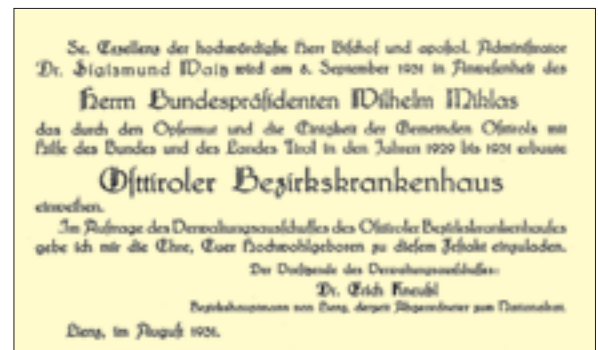 Se. Exzellenz der hochwürdigste Herr Bischof und apostol. Administrator
Dr. Sigismund Waitz wird am 8. September 1931 in Anwesenheit des
Herrn Bundespräsidenten Wilhelm Miklas
das durch den Opfermut und die Einigkeit der Gemeinden Osttirols mit
Hilfe des Bundes und des Landes Tirol in den Jahren 1929 bis 1931 erbaute
Osttiroler Bezirkskrankenhaus
einweihen.
Im Auftrage des Verwaltungsausschusses des Osttiroler Bezirkskrankenhauses
gebe ich mir die Ehre, Euer Hochwohlgeboren zu diesem Festakt einzuladen.
Der Vorsitzende des Verwaltungsausschusses:
Dr. Erich Kneußl
Bezirkshauptmann von Lienz, derzeit Abgeordneter zum Nationalrat.
Lienz, im August 1931.